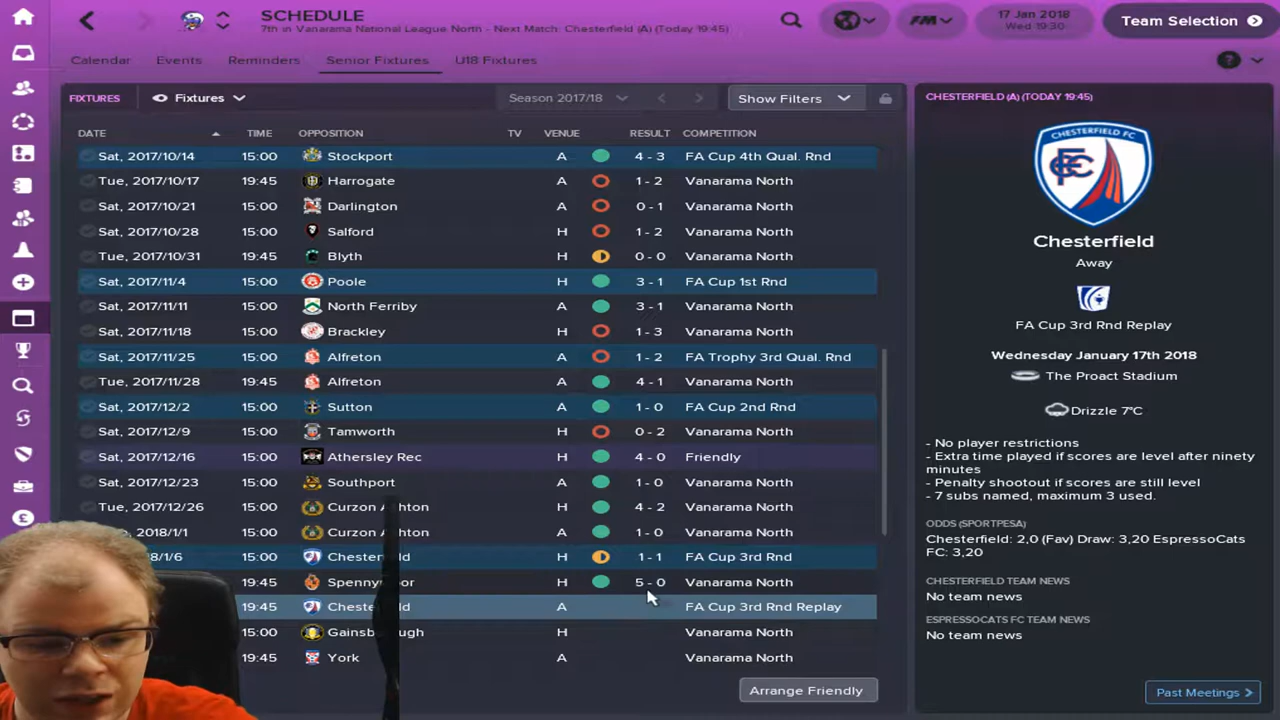 SCHEDULE
7th in Vanarama National League North - Next Match: Chesterfield (A) (Today 19:45)
FM
17 Jan 2018
Wed 19:30
Team Selection
Calendar Events Reminders Senior Fixtures U18 Fixtures
?
FIXTURES Fixtures Season 2017/18 Show Filters
DATE TIME OPPOSITION TV VENUE RESULT COMPETITION
Sat, 2017/10/14 15:00 Stockport A 4 - 3 FA Cup 4th Qual. Rnd
Tue, 2017/10/17 19:45 Harrogate A 1 - 2 Vanarama North
Sat, 2017/10/21 15:00 Darlington A 0 - 1 Vanarama North
Sat, 2017/10/28 15:00 Salford H 1 - 2 Vanarama North
Tue, 2017/10/31 19:45 Blyth H 0 - 0 Vanarama North
Sat, 2017/11/4 15:00 Poole H 3 - 1 FA Cup 1st Rnd
Sat, 2017/11/11 15:00 North Ferriby A 3 - 1 Vanarama North
Sat, 2017/11/18 15:00 Brackley H 1 - 3 Vanarama North
Sat, 2017/11/25 15:00 Alfreton A 1 - 2 FA Trophy 3rd Qual. Rnd
Tue, 2017/11/28 19:45 Alfreton A 4 - 1 Vanarama North
Sat, 2017/12/2 15:00 Sutton A 1 - 0 FA Cup 2nd Rnd
Sat, 2017/12/9 15:00 Tamworth H 0 - 2 Vanarama North
Sat, 2017/12/16 15:00 Athersley Rec H 4 - 0 Friendly
Sat, 2017/12/23 15:00 Southport A 1 - 0 Vanarama North
Tue, 2017/12/26 15:00 Curzon Ashton H 4 - 2 Vanarama North
2018/1/1 15:00 Curzon Ashton A 1 - 0 Vanarama North
18/1/6 15:00 Chesterfield H 1 - 1 FA Cup 3rd Rnd
19:45 Spennymoor H 5 - 0 Vanarama North
19:45 Chesterfield A FA Cup 3rd Rnd Replay
15:00 Gainsborough H Vanarama North
19:45 York A Vanarama North
Arrange Friendly
CHESTERFIELD (A) (TODAY 19:45)
CHESTERFIELD FC
Chesterfield
Away
FA Cup 3rd Rnd Replay
Wednesday January 17th 2018
The Proact Stadium
Drizzle 7°C
- No player restrictions
- Extra time played if scores are level after ninety
minutes
- Penalty shootout if scores are still level
- 7 subs named, maximum 3 used.
ODDS (SPORTPESA)
Chesterfield: 2,0 (Fav) Draw: 3,20 EspressoCats
FC: 3,20
CHESTERFIELD TEAM NEWS
No team news
ESPRESSOCATS FC TEAM NEWS
No team news
Past Meetings >